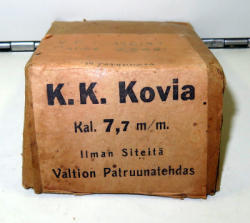 K. K. Kovia
Kal. 7,7 m/m.
Ilman Siteitä
Valtion Patruunatehdas